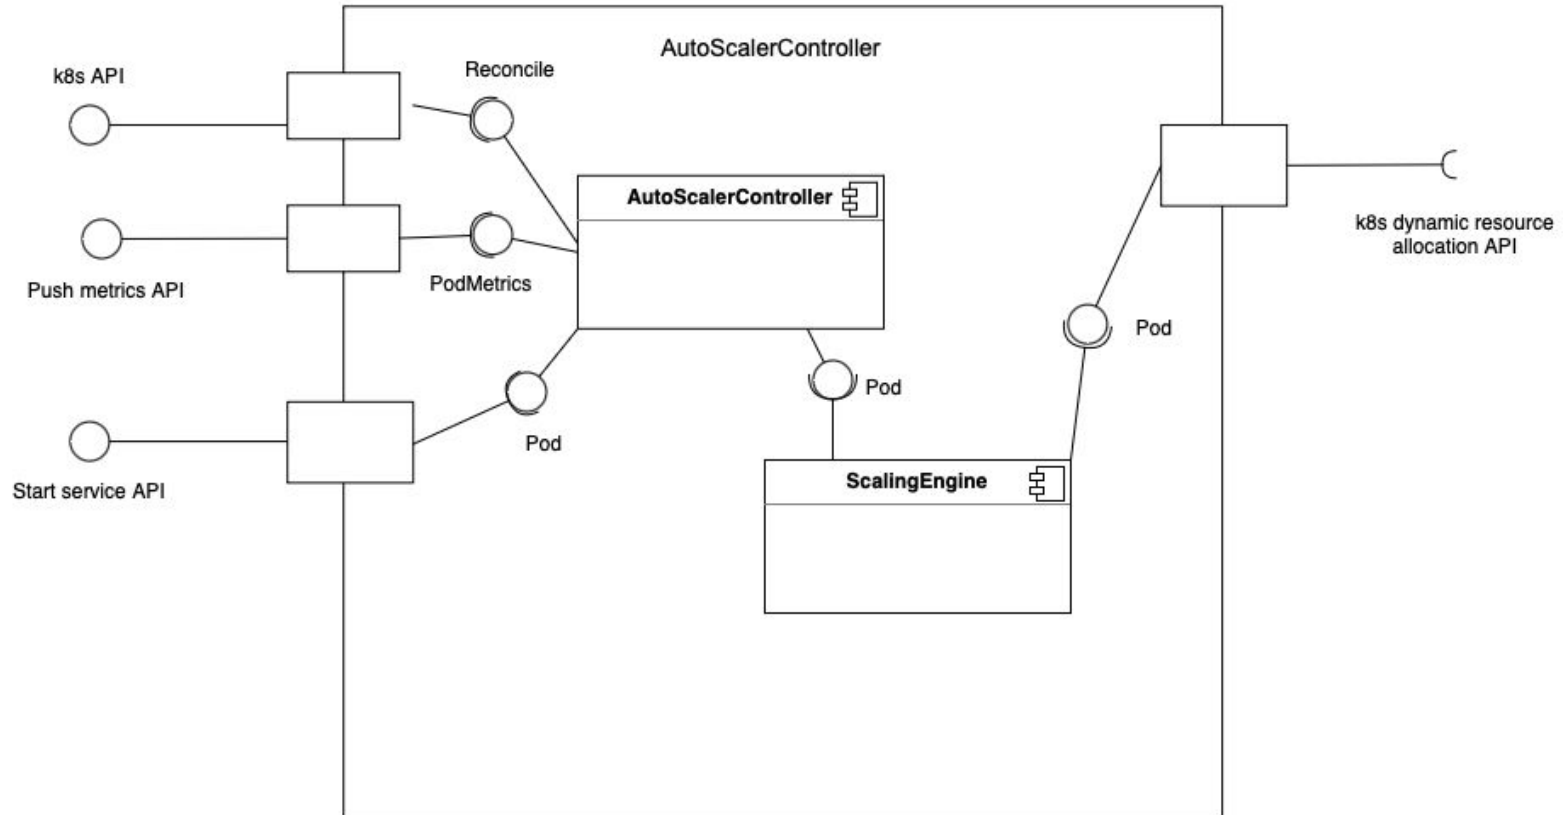 AutoScalerController
k8s API
Reconcile
AutoScalerController
k8s dynamic resource
allocation API
Push metrics API
PodMetrics
Pod
Pod
Pod
Start service API
ScalingEngine